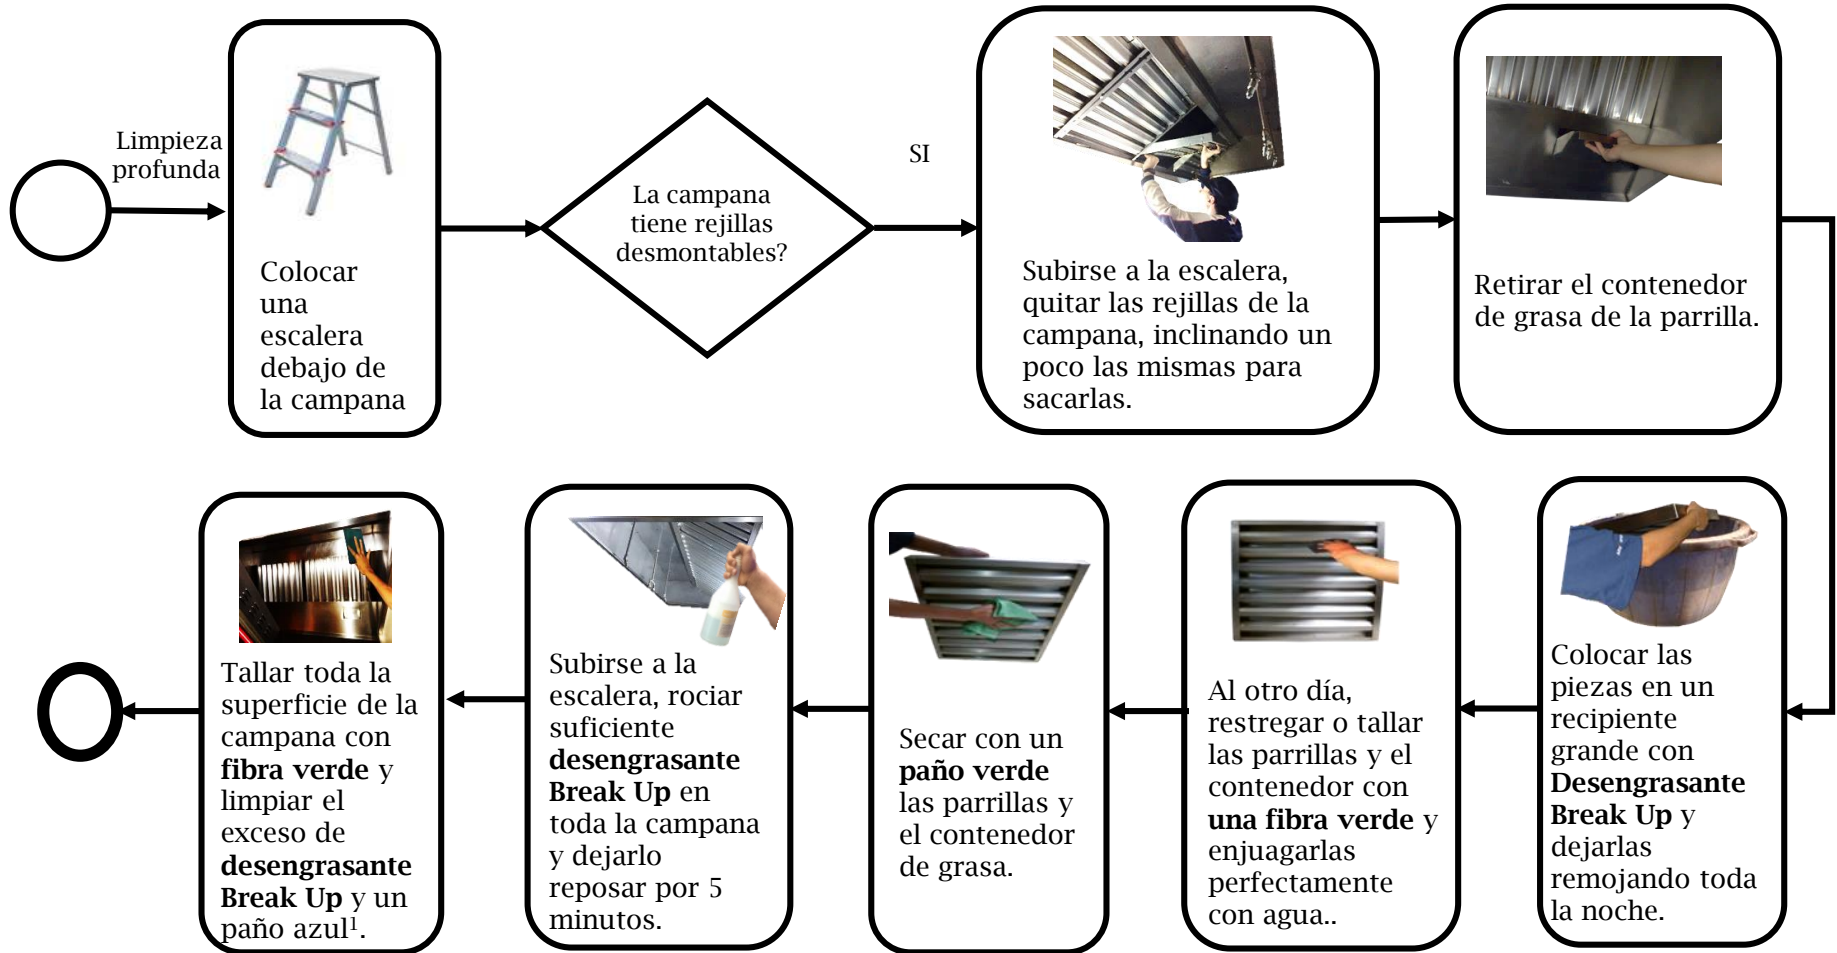 Limpieza
profunda
Colocar
una
escalera
debajo de
la campana
La campana
tiene rejillas
desmontables?
SI
Subirse a la escalera,
quitar las rejillas de la
campana, inclinando un
poco las mismas para
sacarlas.
Retirar el contenedor
de grasa de la parrilla.
Colocar las
piezas en un
recipiente
grande con
Desengrasante
Break Up y
dejarlas
remojando toda
la noche.
Al otro día,
restregar o tallar
las parrillas y el
contenedor con
una fibra verde y
enjuagarlas
perfectamente
con agua..
Secar con un
paño verde
las parrillas y
el contenedor
de grasa.
Subirse a la
escalera, rociar
suficiente
desengrasante
Break Up en
toda la campana
y dejarlo
reposar por 5
minutos.
Tallar toda la
superficie de la
campana con
fibra verde y
limpiar el
exceso de
desengrasante
Break Up y un
paño azul¹.